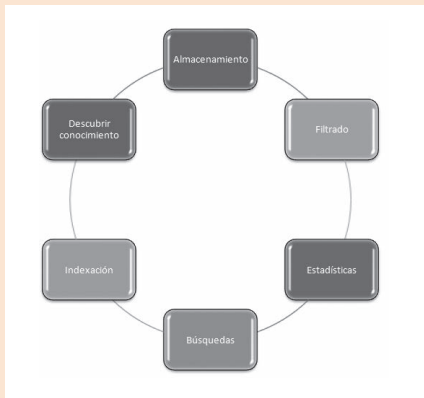 Almacenamiento
Filtrado
Estadísticas
Búsquedas
Indexación
Descubrir
conocimiento